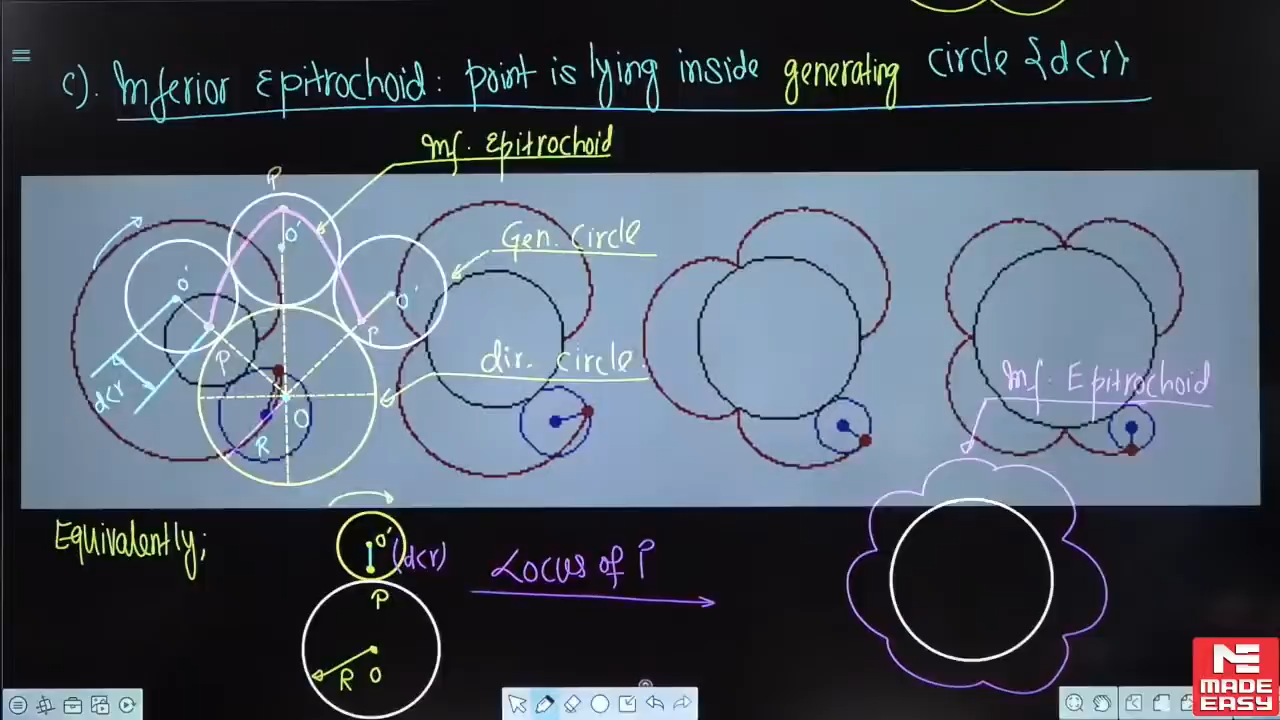 c). Inferior Epitrochoid: point is lying inside generating circle {d<r}
Inf. Epitrochoid
P
O'
Gen. Circle
O'
O'
P
P
dir. circle
d<r
O
R
Inf. Epitrochoid
Equivalently;
O'
(d<r)
Locus of P
P
R O
MADE
EASY